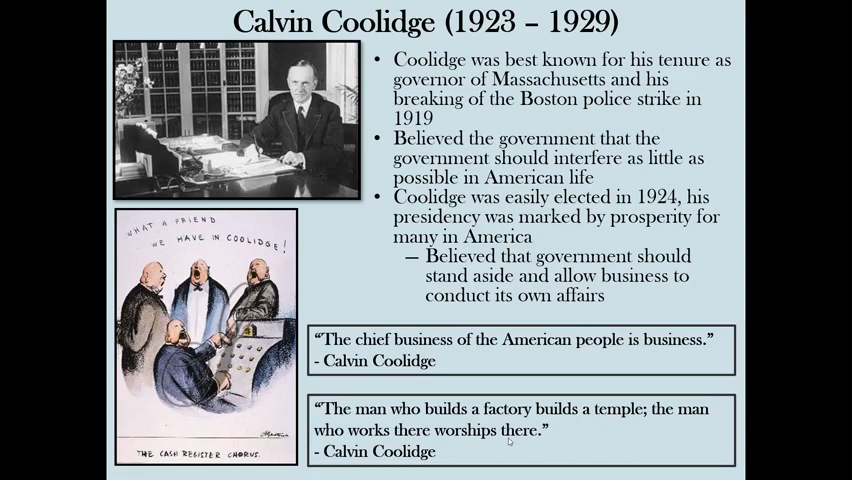 Calvin Coolidge (1923 – 1929)
• Coolidge was best known for his tenure as
governor of Massachusetts and his
breaking of the Boston police strike in
1919
• Believed the government that the
government should interfere as little as
possible in American life
• Coolidge was easily elected in 1924, his
presidency was marked by prosperity for
many in America
– Believed that government should
stand aside and allow business to
conduct its own affairs
WHAT A FRIEND
WE HAVE IN COOLIDGE!
THE CASH REGISTER CHORUS.
“The chief business of the American people is business.”
- Calvin Coolidge
“The man who builds a factory builds a temple; the man
who works there worships there.”
- Calvin Coolidge